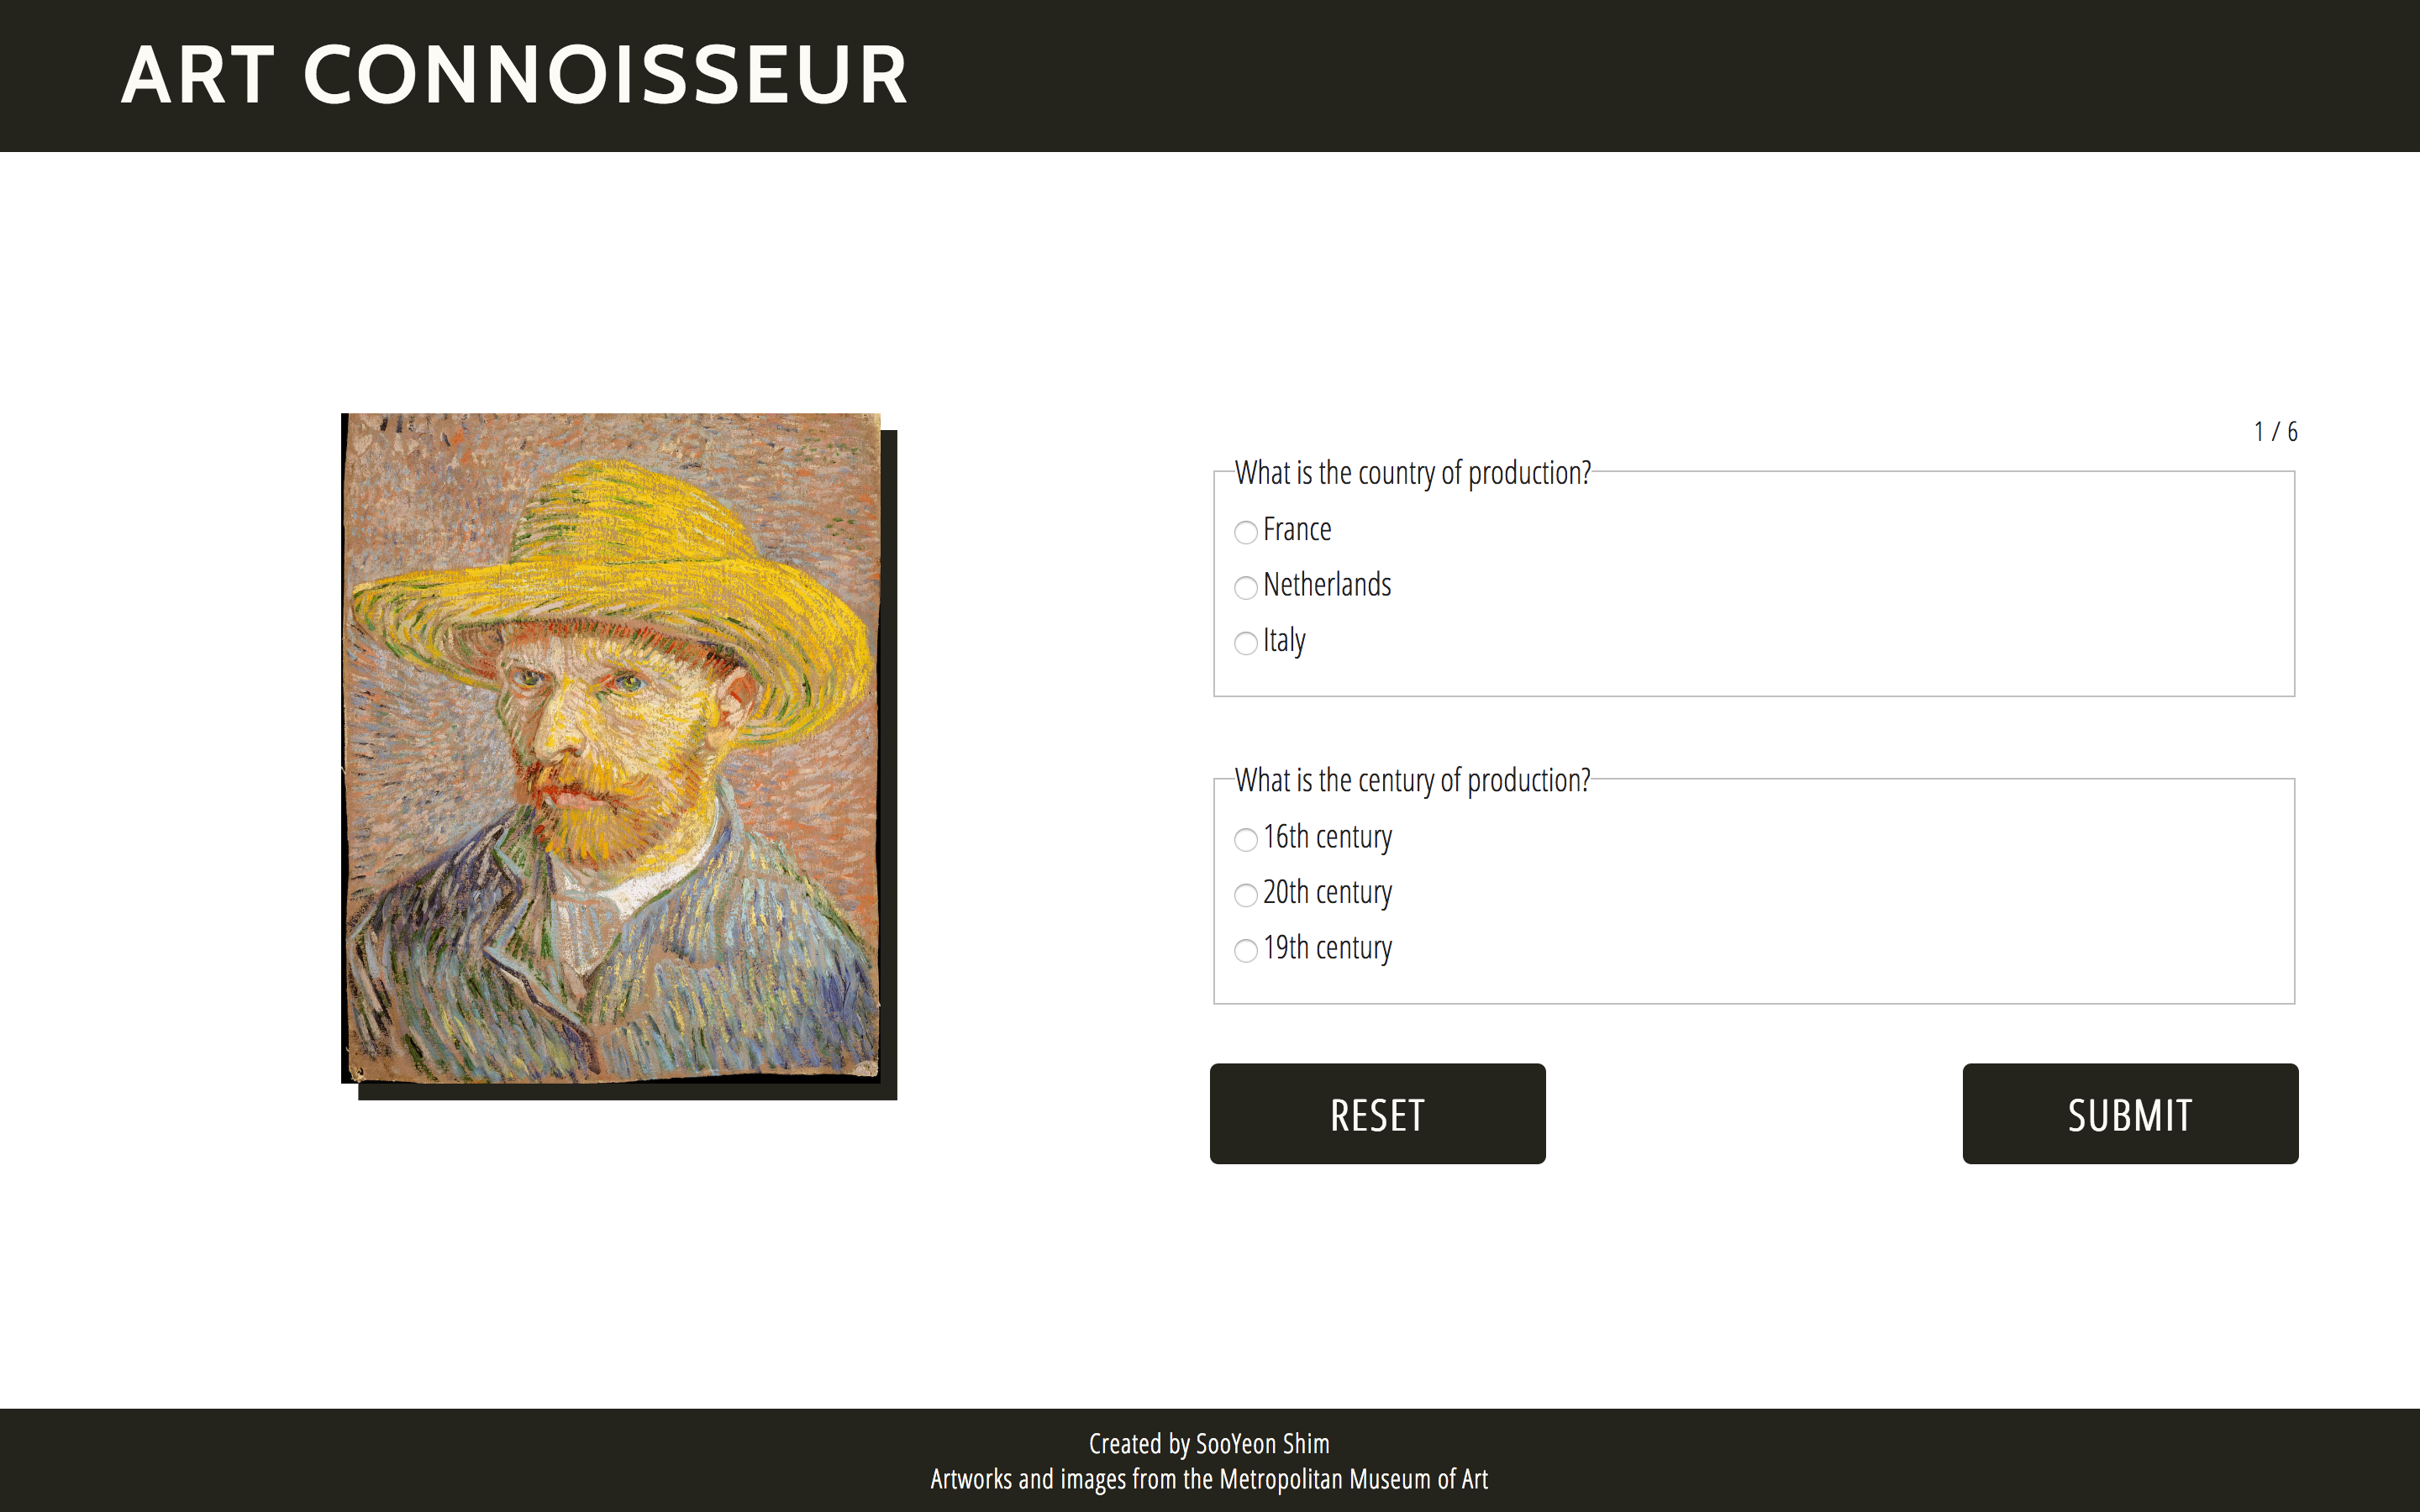 ART CONNOISSEUR
1 / 6
What is the country of production?
France
Netherlands
Italy
What is the century of production?
16th century
20th century
19th century
RESET
SUBMIT
Created by SooYeon Shim
Artworks and images from the Metropolitan Museum of Art